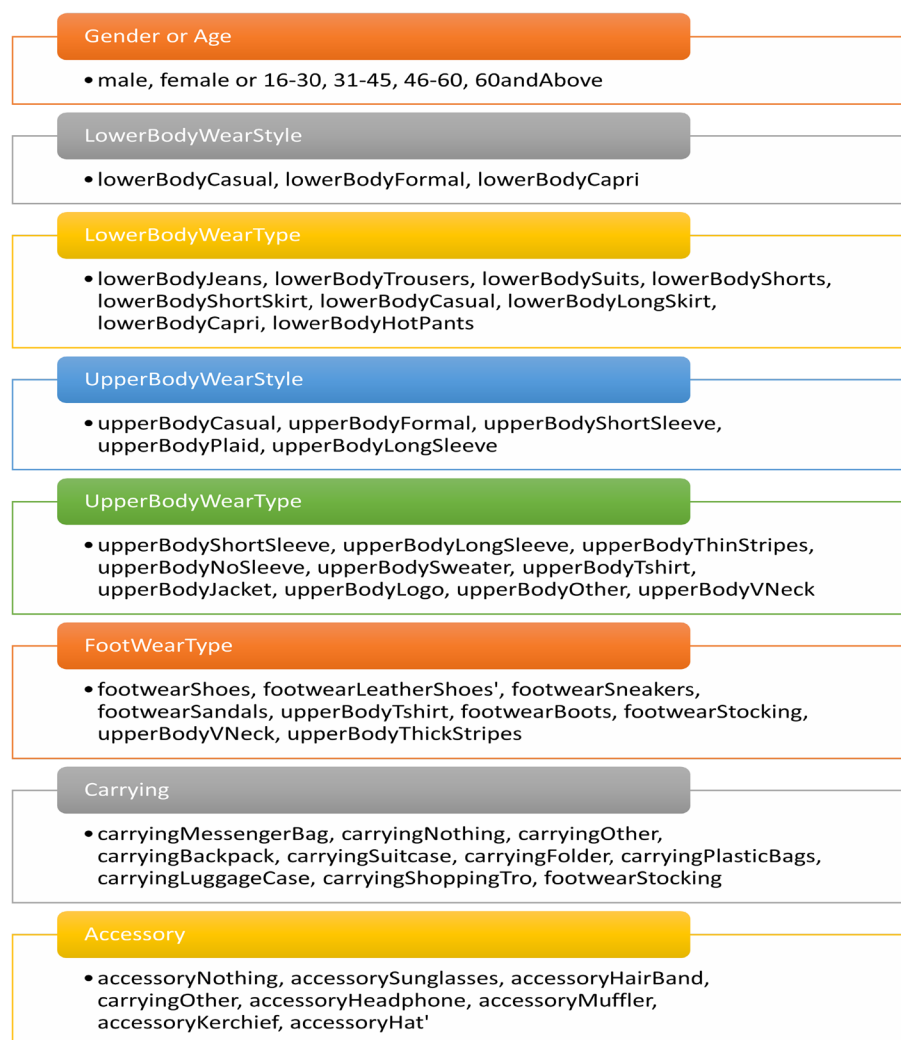 Gender or Age
• male, female or 16-30, 31-45, 46-60, 60andAbove
LowerBodyWearStyle
• lowerBodyCasual, lowerBodyFormal, lowerBodyCapri
LowerBodyWearType
• lowerBodyJeans, lowerBodyTrousers, lowerBodySuits, lowerBodyShorts,
lowerBodyShortSkirt, lowerBodyCasual, lowerBodyLongSkirt,
lowerBodyCapri, lowerBodyHotPants
UpperBodyWearStyle
• upperBodyCasual, upperBodyFormal, upperBodyShortSleeve,
upperBodyPlaid, upperBodyLongSleeve
UpperBodyWearType
• upperBodyShortSleeve, upperBodyLongSleeve, upperBodyThinStripes,
upperBodyNoSleeve, upperBodySweater, upperBodyTshirt,
upperBodyJacket, upperBodyLogo, upperBodyOther, upperBodyVNeck
FootWearType
• footwearShoes, footwearLeatherShoes', footwearSneakers,
footwearSandals, upperBodyTshirt, footwearBoots, footwearStocking,
upperBodyVNeck, upperBodyThickStripes
Carrying
• carryingMessengerBag, carryingNothing, carryingOther,
carryingBackpack, carryingSuitcase, carryingFolder, carryingPlasticBags,
carryingLuggageCase, carryingShoppingTro, footwearStocking
Accessory
• accessoryNothing, accessorySunglasses, accessoryHairBand,
carryingOther, accessoryHeadphone, accessoryMuffler,
accessoryKerchief, accessoryHat'